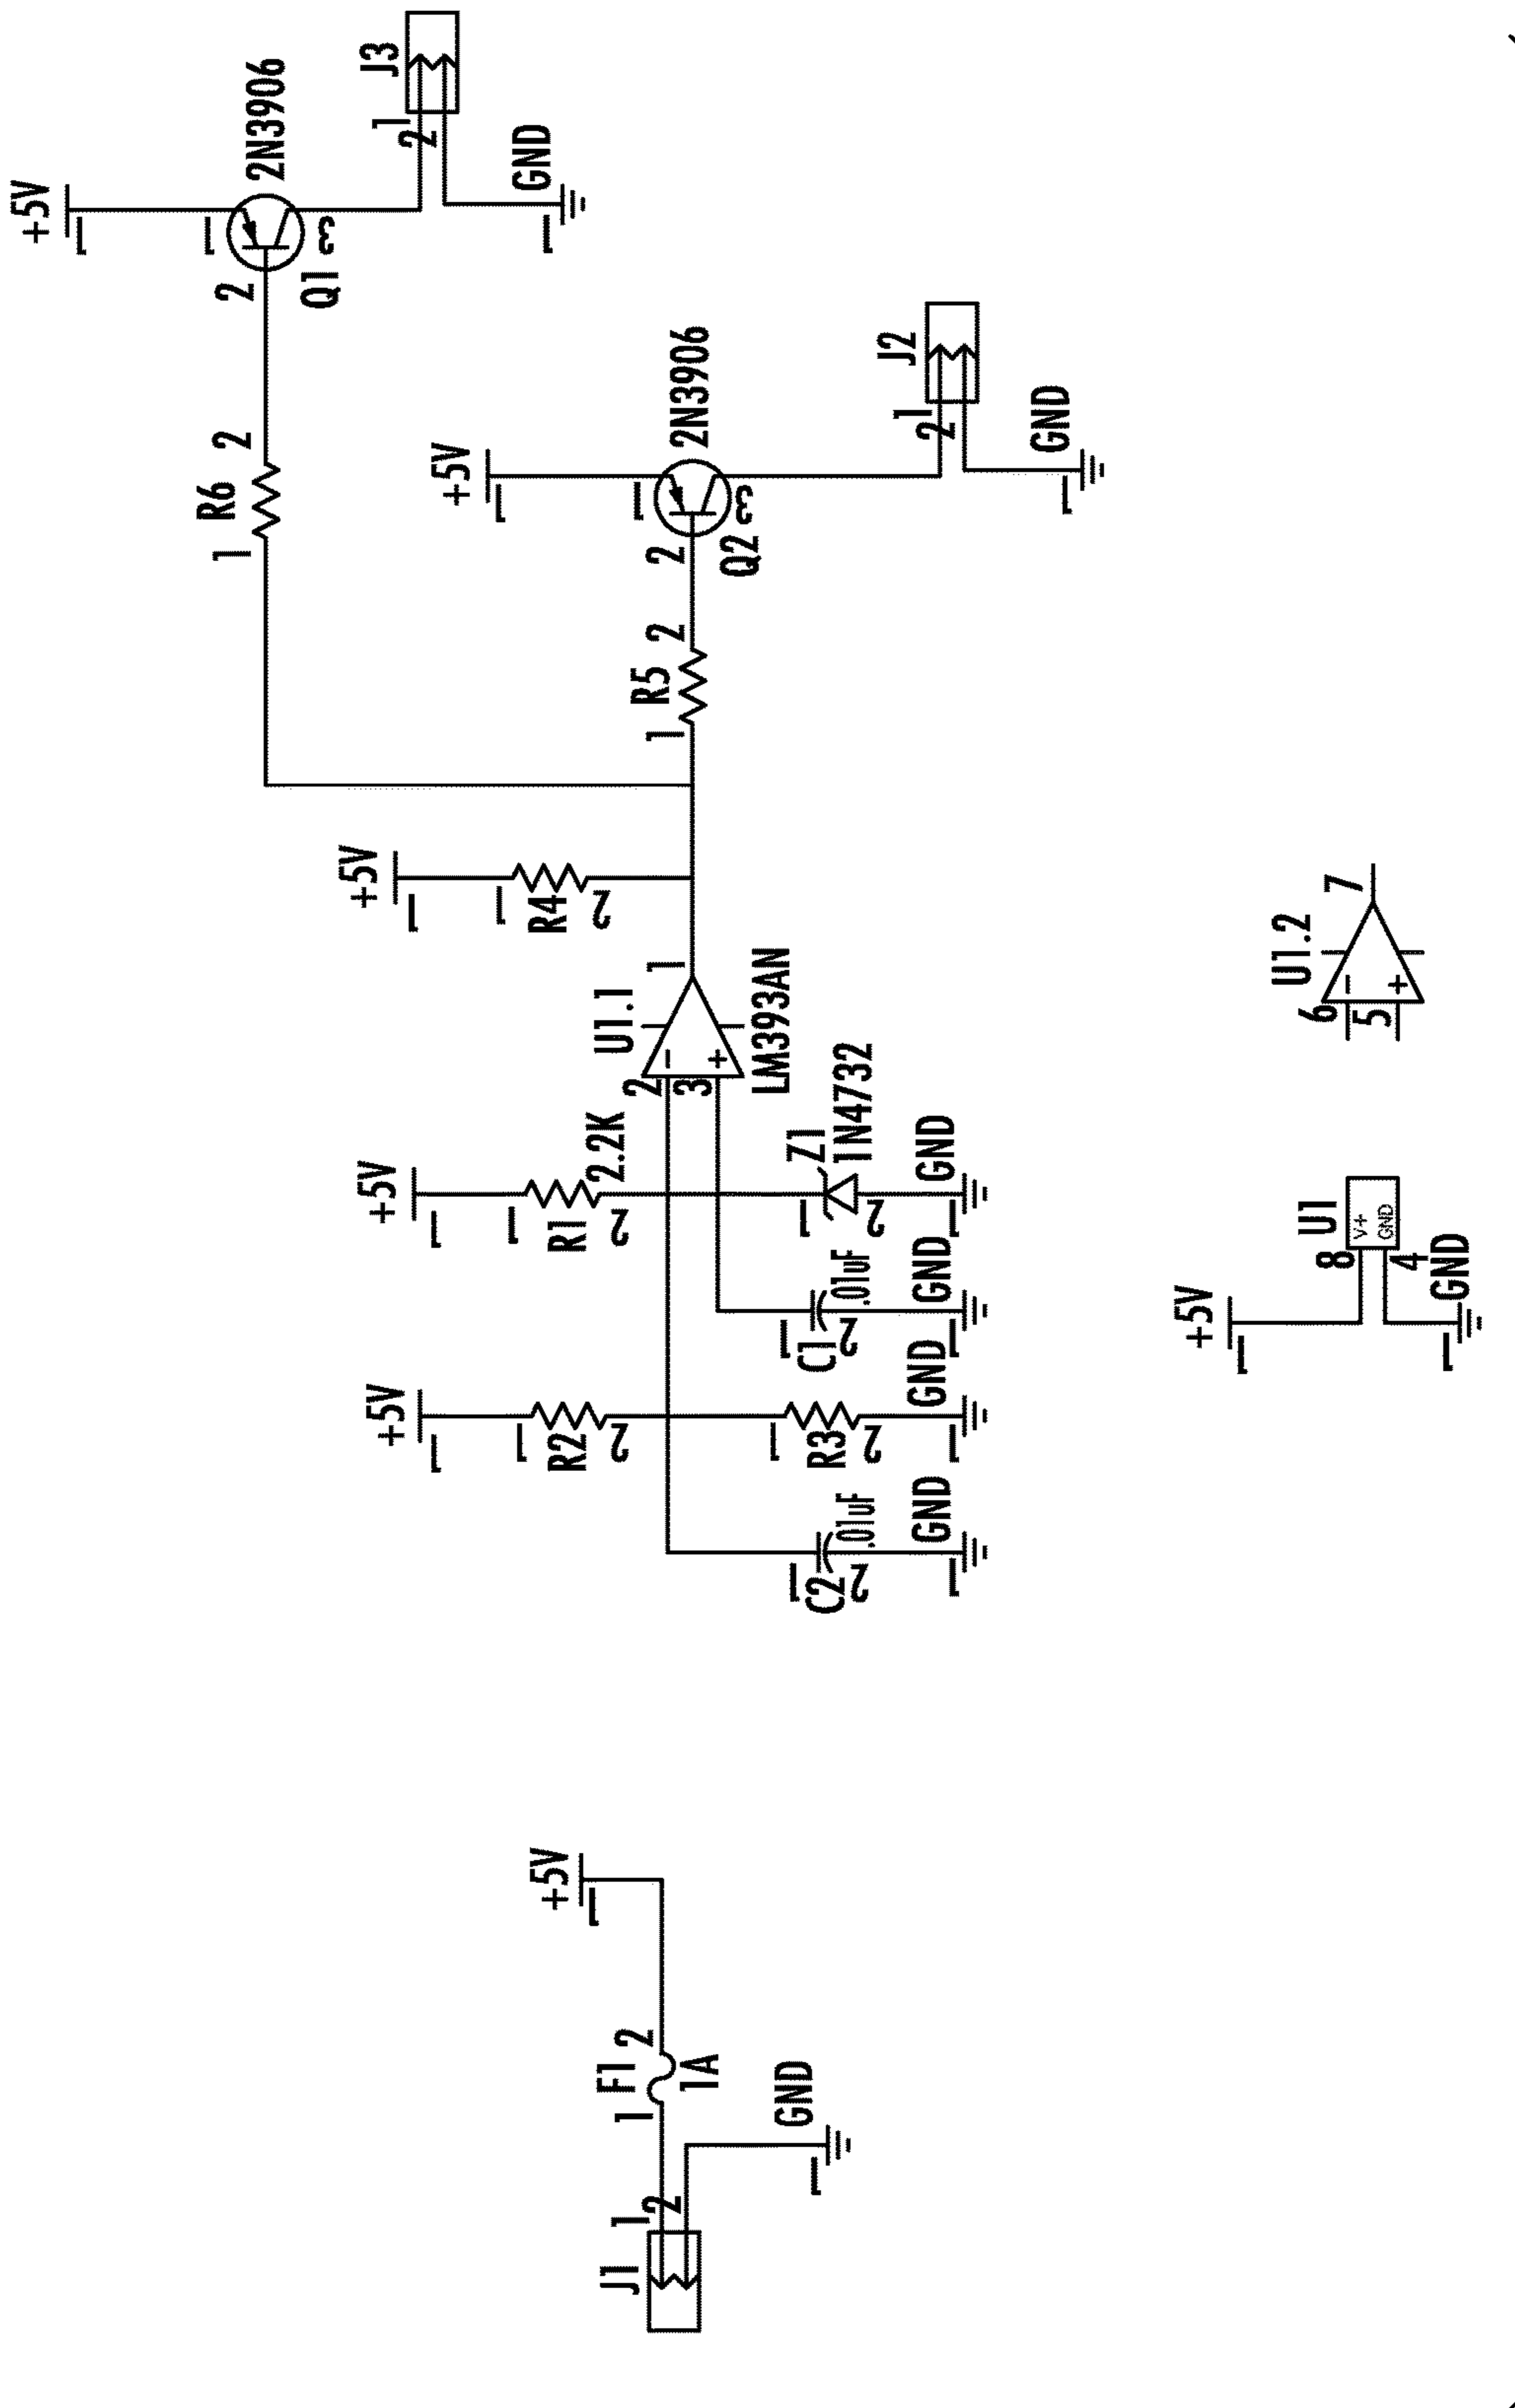 J1
1
2
1
F1
2
1A
+5V
1
GND
1
C2
1
2
.01uF
GND
1
+5V
1
1
R2
2
1
R3
2
GND
1
1
C1
2
.01uF
GND
1
+5V
1
1
R1
2
2.2K
1
Z1
2
1N4732
GND
1
2
3
U1.1
−
+
1
LM393AN
+5V
1
1
R4
2
1
R5
2
+5V
1
2
1
3
Q2
2N3906
1
2
J2
GND
1
1
R6
2
+5V
1
2
1
3
Q1
2N3906
1
2
J3
GND
1
+5V
1
8
U1
V+
GND
4
GND
1
6
5
U1.2
−
+
7